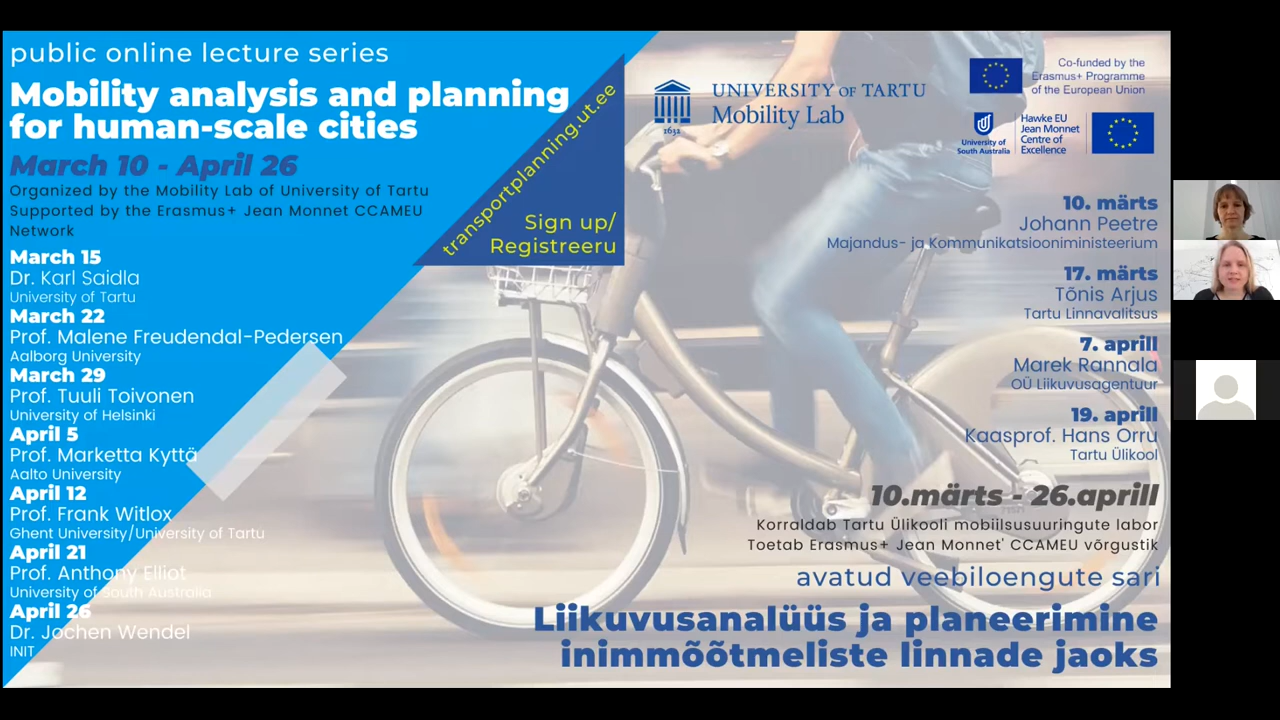 public online lecture series
Mobility analysis and planning
for human-scale cities
March 10 - April 26
Organized by the Mobility Lab of University of Tartu
Supported by the Erasmus+ Jean Monnet CCAMEU
Network
March 15
Dr. Karl Saidla
University of Tartu
March 22
Prof. Malene Freudendal-Pedersen
Aalborg University
March 29
Prof. Tuuli Toivonen
University of Helsinki
April 5
Prof. Marketta Kyttä
Aalto University
April 12
Prof. Frank Witlox
Ghent University/University of Tartu
April 21
Prof. Anthony Elliot
University of South Australia
April 26
Dr. Jochen Wendel
INIT
transportplanning.ut.ee
Sign up/
Registreeru
1632
UNIVERSITY OF TARTU
Mobility Lab
Co-funded by the
Erasmus+ Programme
of the European Union
University of
South Australia
Hawke EU
Jean Monnet
Centre of
Excellence
10. märts
Johann Peetre
Majandus- ja Kommunikatsiooniministeerium
17. märts
Tõnis Arjus
Tartu Linnavalitsus
7. aprill
Marek Rannala
OÜ Liikuvusagentuur
19. aprill
Kaasprof. Hans Orru
Tartu Ülikool
10.märts - 26.aprill
Korraldab Tartu Ülikooli mobiilsusuuringute labor
Toetab Erasmus+ Jean Monnet' CCAMEU võrgustik
avatud veebiloengute sari
Liikuvusanalüüs ja planeerimine
inimmõõtmeliste linnade jaoks